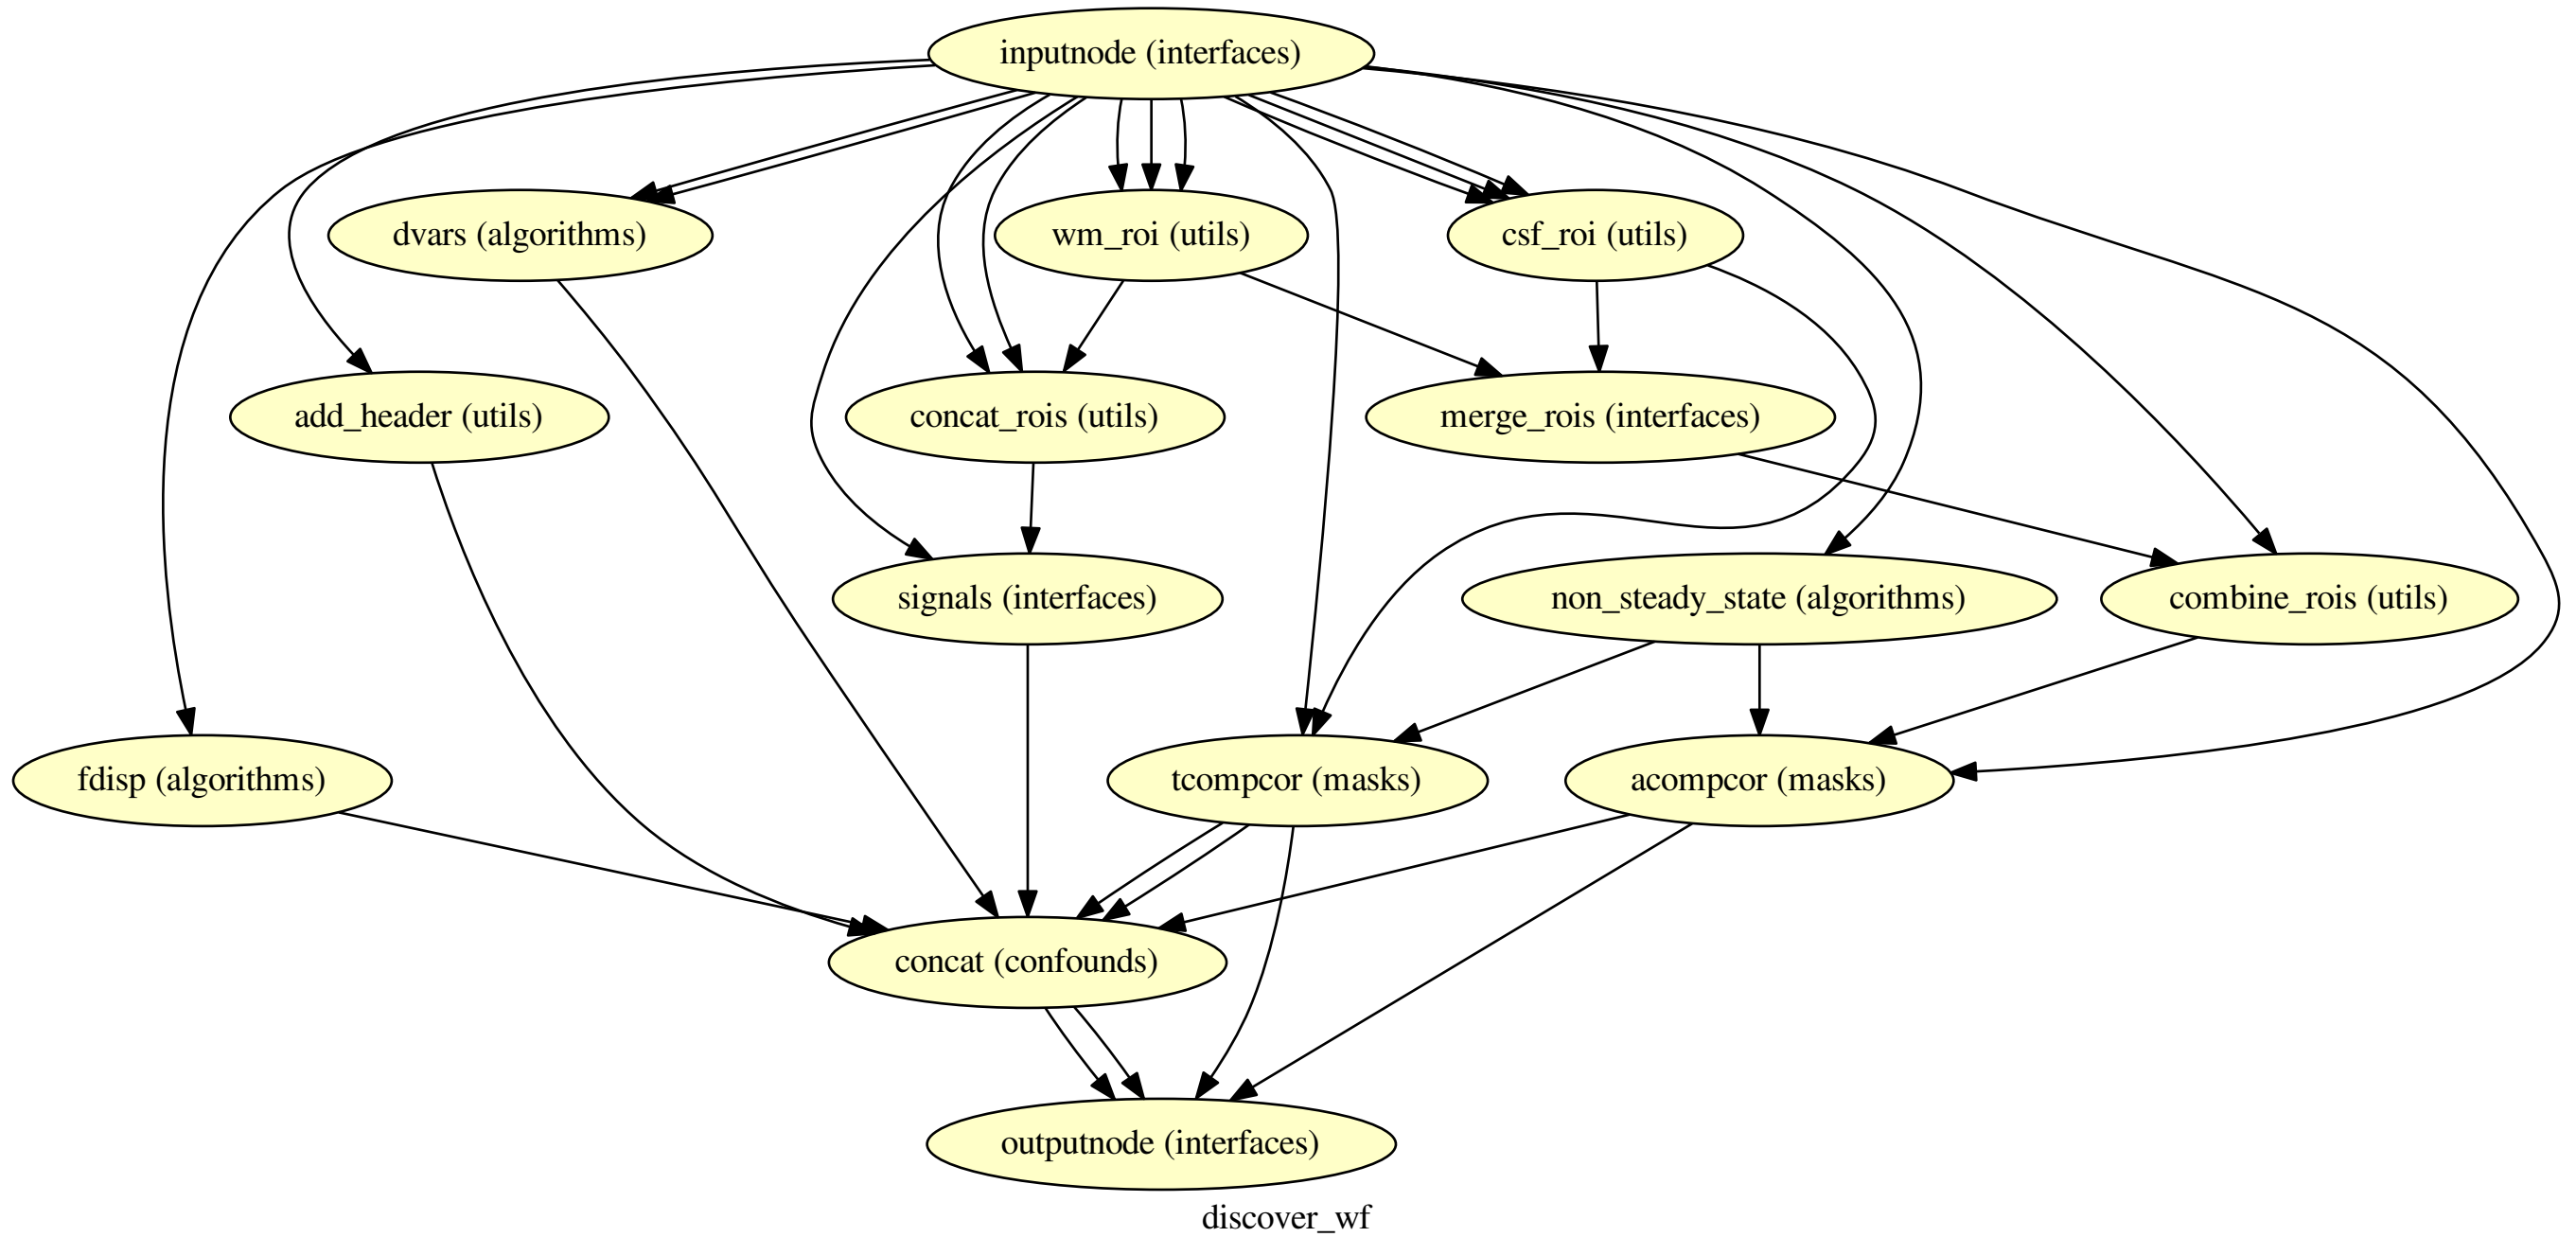 inputnode (interfaces)
dvars (algorithms)
wm_roi (utils)
csf_roi (utils)
add_header (utils)
concat_rois (utils)
merge_rois (interfaces)
signals (interfaces)
non_steady_state (algorithms)
combine_rois (utils)
fdisp (algorithms)
tcompcor (masks)
acompcor (masks)
concat (confounds)
outputnode (interfaces)
discover_wf